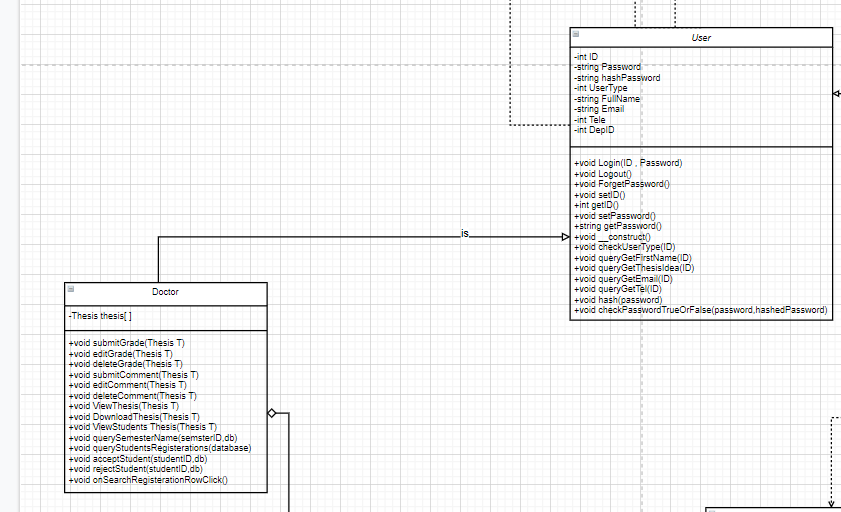 User
-int ID
-string Password
-string hashPassword
-int UserType
-string FullName
-string Email
-int Tele
-int DepID
+void Login(ID , Password)
+void Logout()
+void ForgetPassword()
+void setID()
+int getID()
+void setPassword()
+string getPassword()
+void __construct()
+void checkUserType(ID)
+void queryGetFirstName(ID)
+void queryGetThesisIdea(ID)
+void queryGetEmail(ID)
+void queryGetTel(ID)
+void hash(password)
+void checkPasswordTrueOrFalse(password,hashedPassword)
is
Doctor
-Thesis thesis[ ]
+void submitGrade(Thesis T)
+void editGrade(Thesis T)
+void deleteGrade(Thesis T)
+void submitComment(Thesis T)
+void editComment(Thesis T)
+void deleteComment(Thesis T)
+void ViewThesis(Thesis T)
+void DownloadThesis(Thesis T)
+void ViewStudents Thesis(Thesis T)
+void querySemesterName(semsterID,db)
+void queryStudentsRegisterations(database)
+void acceptStudent(studentID,db)
+void rejectStudent(studentID,db)
+void onSearchRegisterationRowClick()